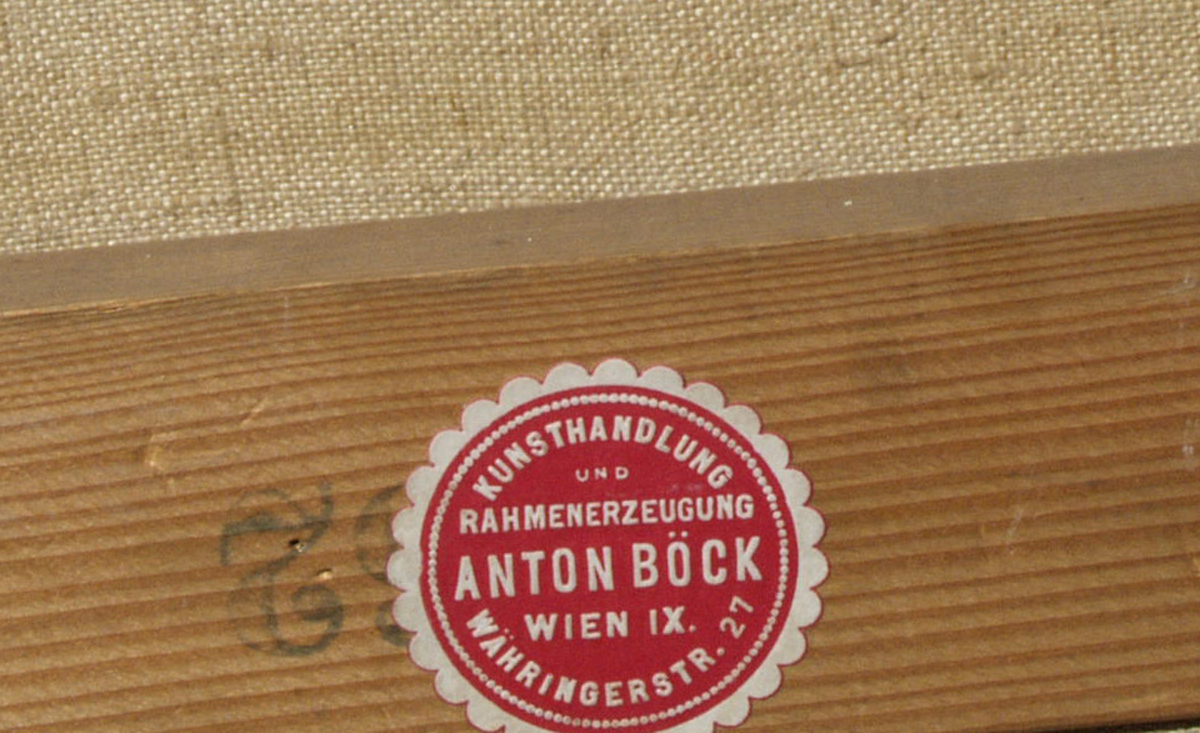 KUNSTHANDLUNG
UND
RAHMENERZEUGUNG
ANTON BÖCK
WIEN IX.
WÄHRINGERSTR. 27